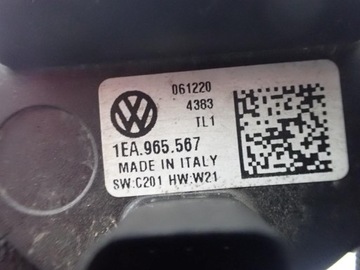 061220
4383
TL1
1EA.965.567
MADE IN ITALY
SW:C201 HW:W21